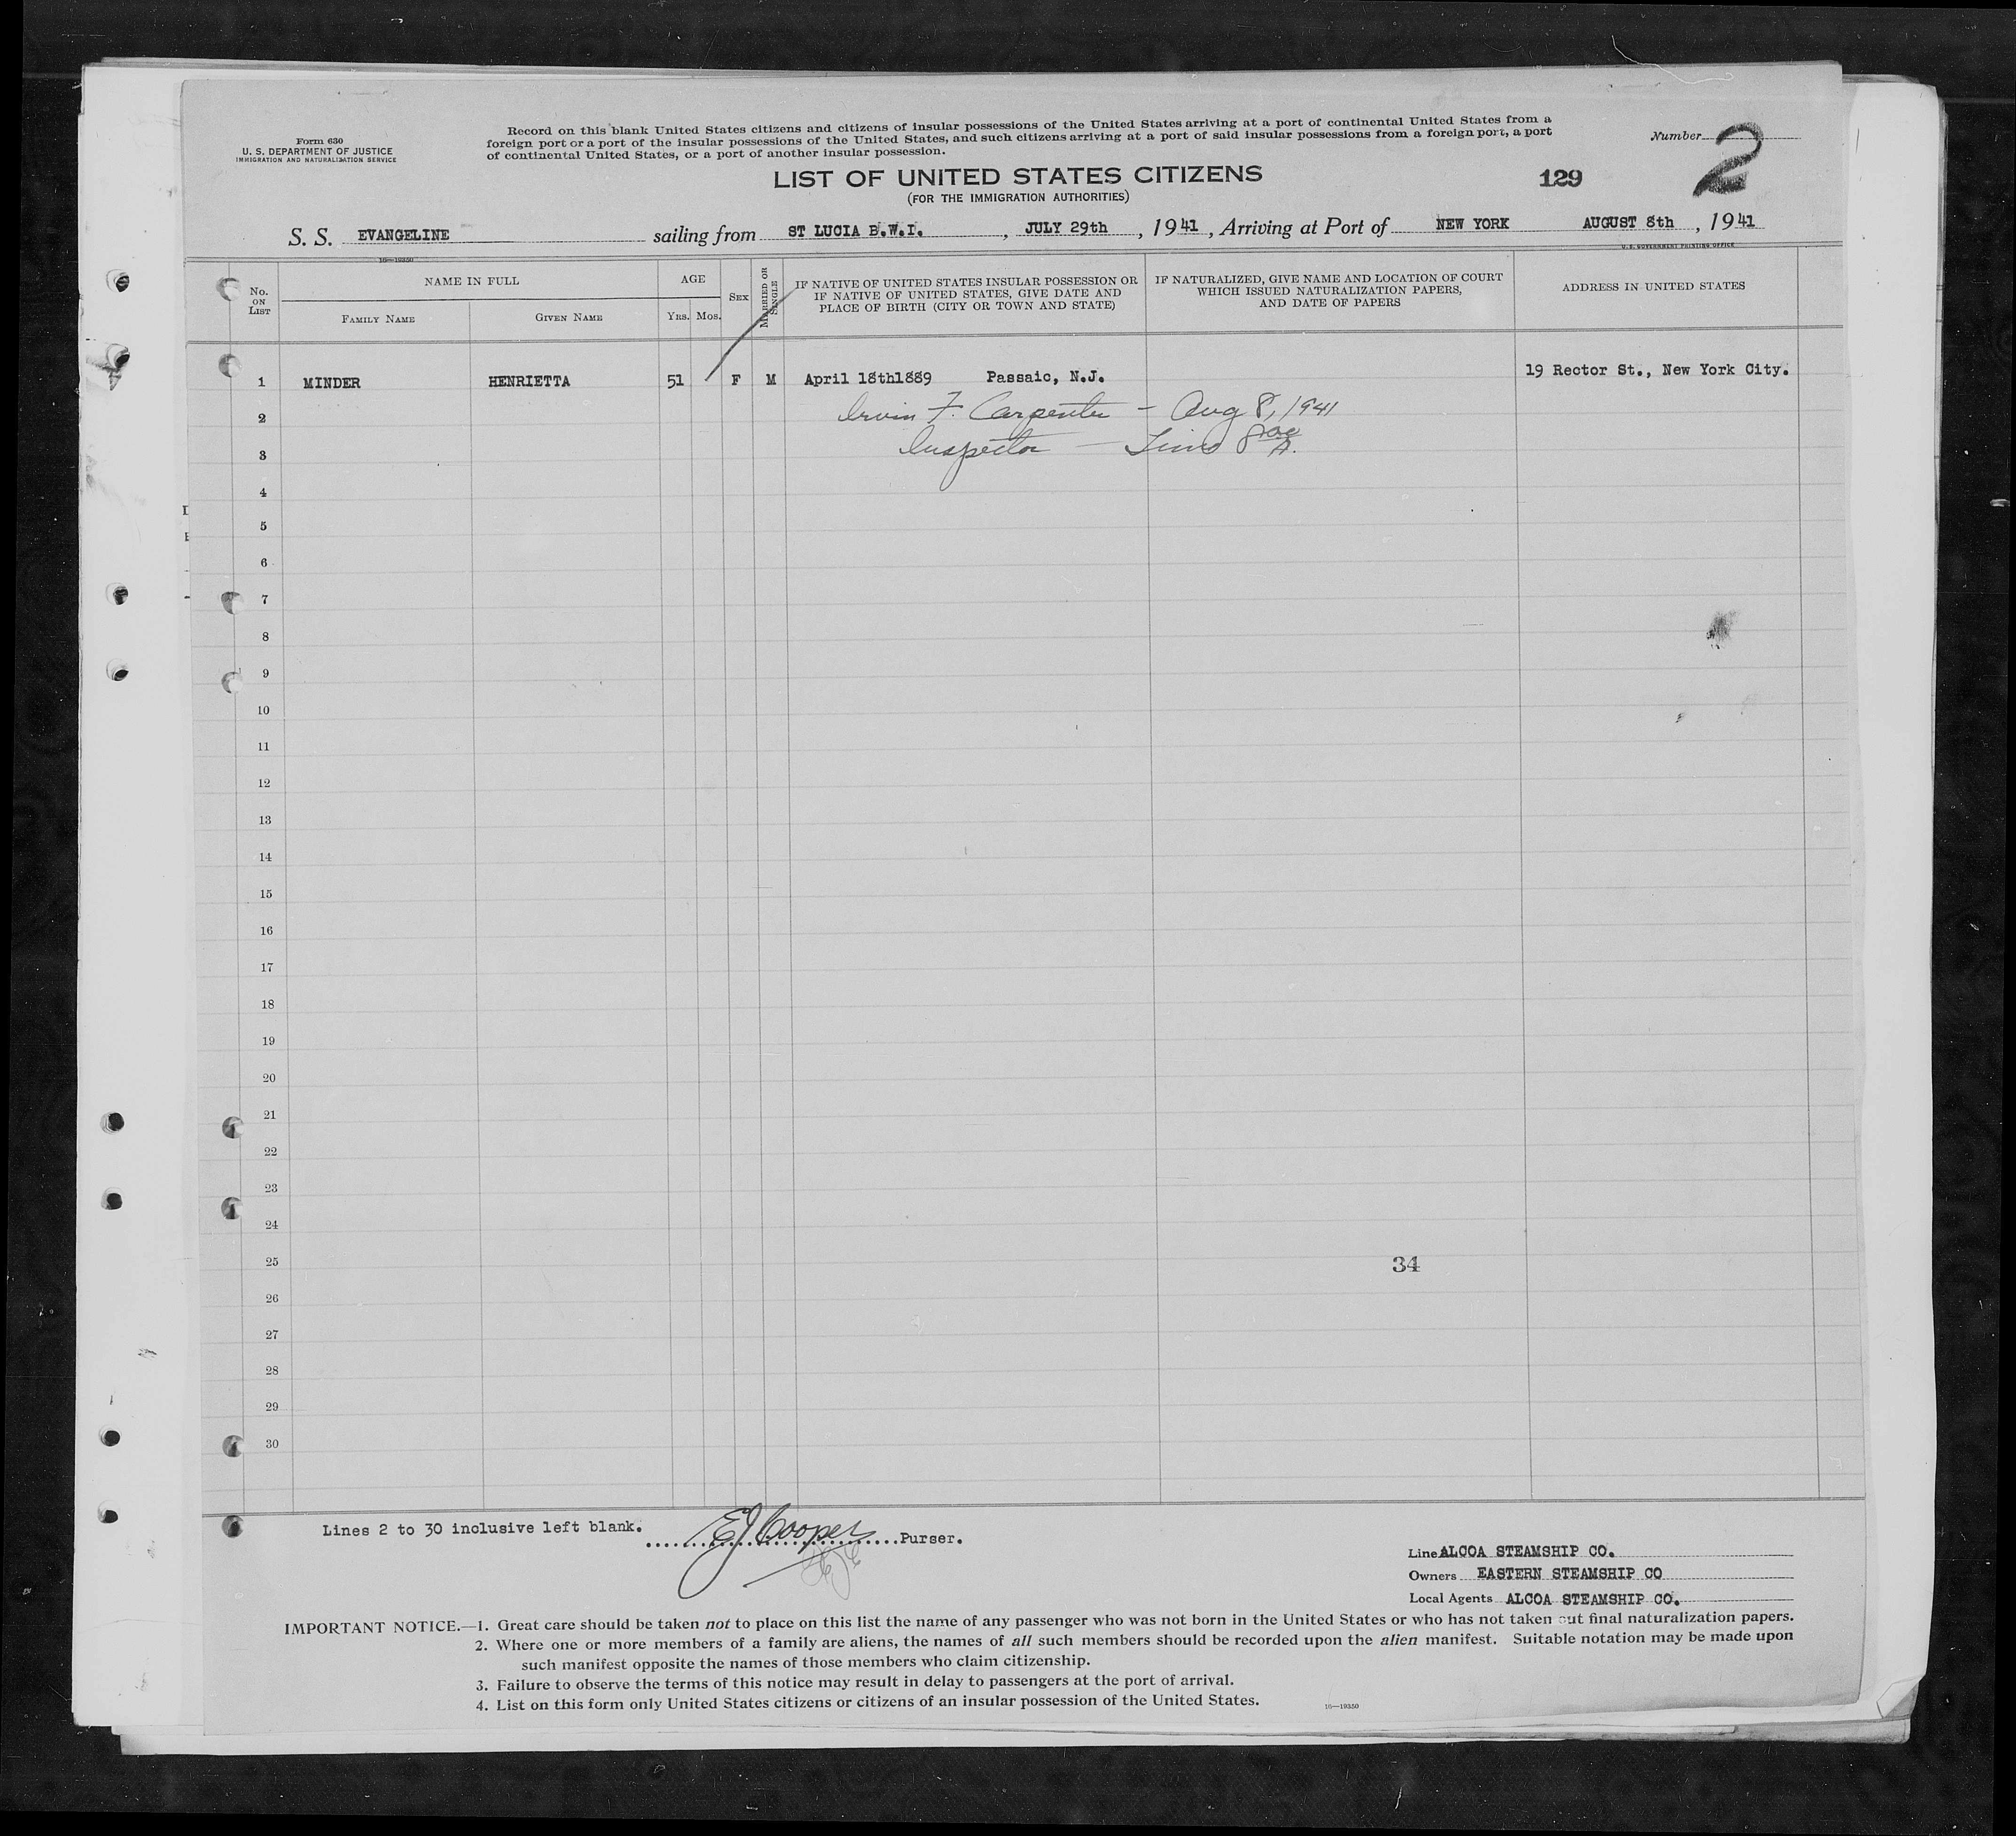 Form 630
U. S. DEPARTMENT OF JUSTICE
IMMIGRATION AND NATURALIZATION SERVICE
Record on this blank United States citizens and citizens of insular possessions of the United States arriving at a port of continental United States from a
foreign port or a port of the insular possessions of the United States, and such citizens arriving at a port of said insular possessions from a foreign port, a port
of continental United States, or a port of another insular possession.
Number 2
LIST OF UNITED STATES CITIZENS
(FOR THE IMMIGRATION AUTHORITIES)
129
S. S. EVANGELINE sailing from ST LUCIA B.W.I. , JULY 29th , 1941 , Arriving at Port of NEW YORK AUGUST 8th , 1941
U. S. GOVERNMENT PRINTING OFFICE
16—19350
No. ON LIST
NAME IN FULL
FAMILY NAME
GIVEN NAME
AGE
YRS. MOS.
SEX
MARRIED OR SINGLE
IF NATIVE OF UNITED STATES INSULAR POSSESSION OR
IF NATIVE OF UNITED STATES, GIVE DATE AND
PLACE OF BIRTH (CITY OR TOWN AND STATE)
IF NATURALIZED, GIVE NAME AND LOCATION OF COURT
WHICH ISSUED NATURALIZATION PAPERS,
AND DATE OF PAPERS
ADDRESS IN UNITED STATES
1 MINDER HENRIETTA 51 F M April 18th1889 Passaic, N.J. 19 Rector St., New York City.
2 Irvin F. Carpenter - Aug 8, 1941
3 Inspector —
4
5
6
7
8
9
10
11
12
13
14
15
16
17
18
19
20
21
22
23
24
25 34
26
27
28
29
30
Lines 2 to 30 inclusive left blank.
EJ Cooper Purser.
Line ALCOA STEAMSHIP CO.
Owners EASTERN STEAMSHIP CO
Local Agents ALCOA STEAMSHIP CO.
IMPORTANT NOTICE.—1. Great care should be taken not to place on this list the name of any passenger who was not born in the United States or who has not taken out final naturalization papers.
2. Where one or more members of a family are aliens, the names of all such members should be recorded upon the alien manifest. Suitable notation may be made upon
such manifest opposite the names of those members who claim citizenship.
3. Failure to observe the terms of this notice may result in delay to passengers at the port of arrival.
4. List on this form only United States citizens or citizens of an insular possession of the United States.
16—19350